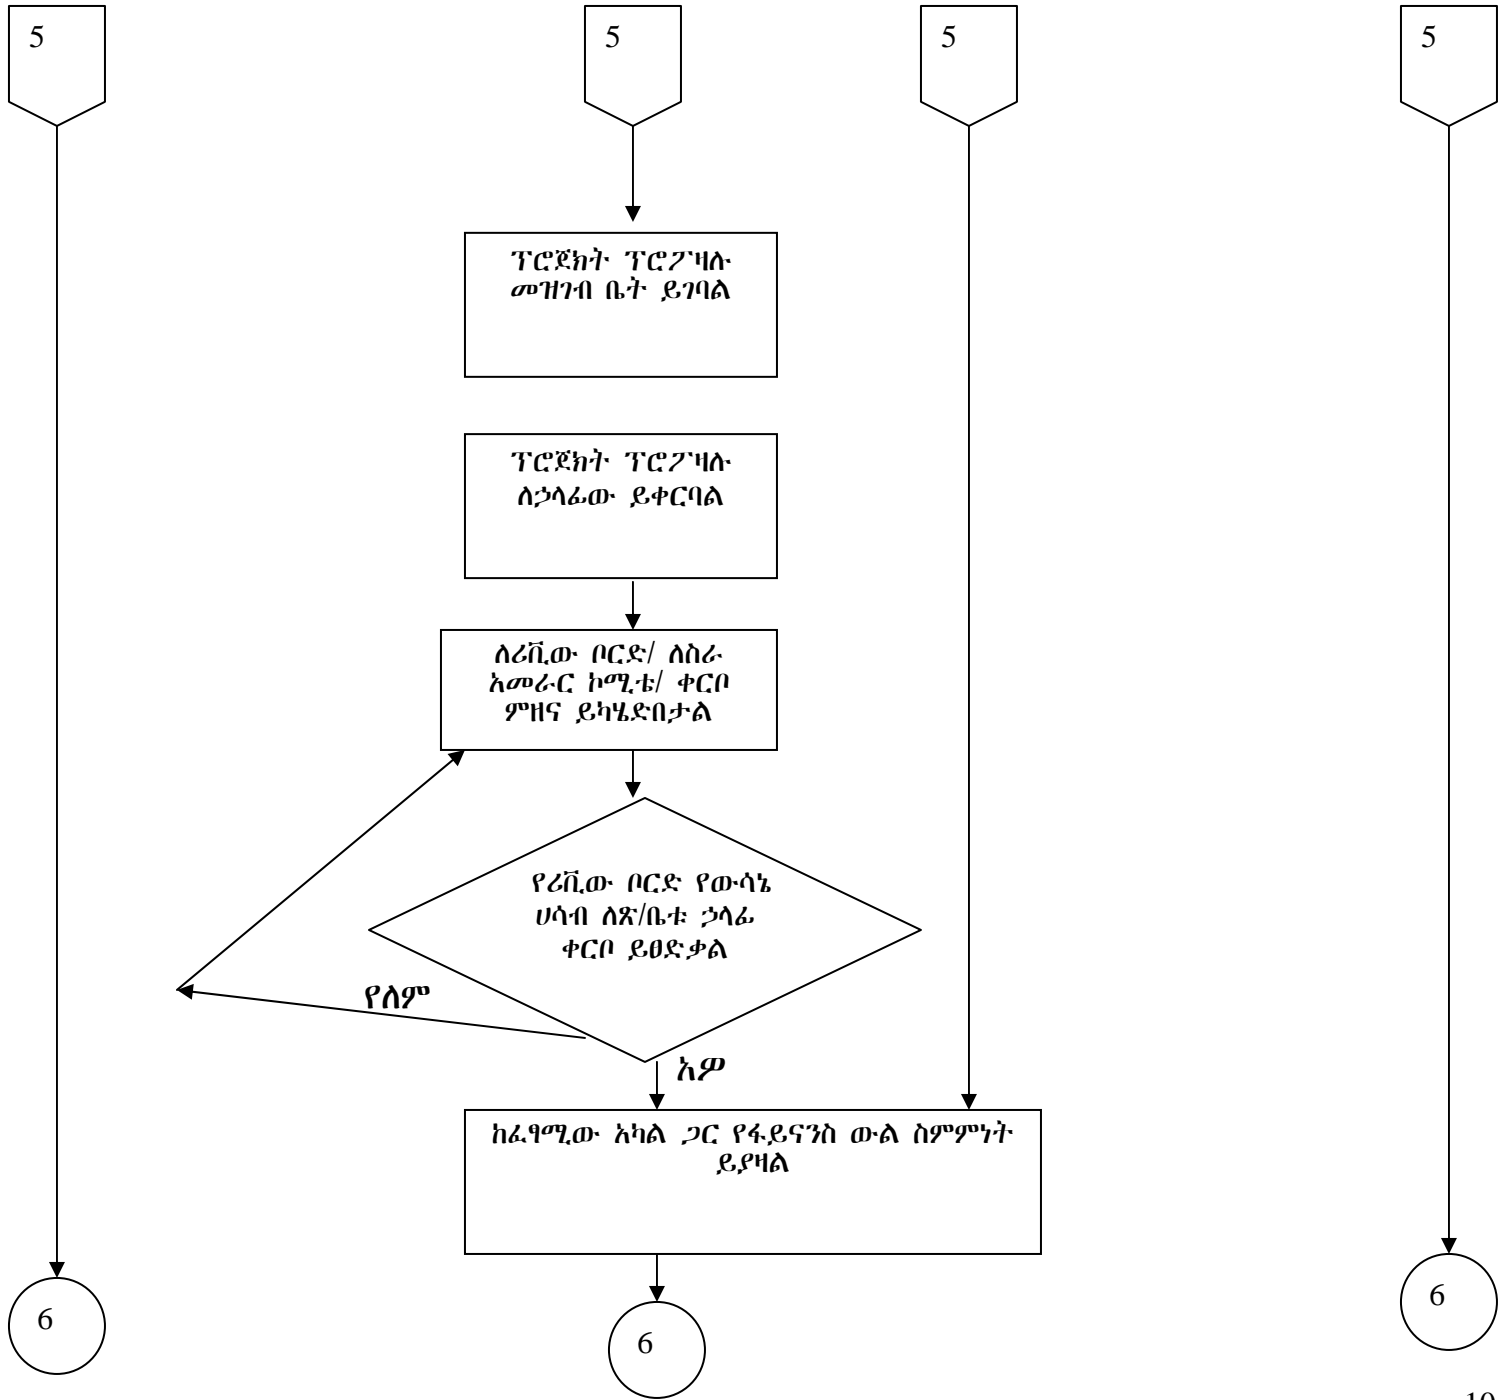 5
5
5
5
ፕሮጀክት ፕሮፖዛሉ
መዝገብ ቤት ይገባል
ፕሮጀክት ፕሮፖዛሉ
ለኃላፊው ይቀርባል
ለሪቪው ቦርድ/ ለስራ
አመራር ኮሚቴ/ ቀርቦ
ምዘና ይካሄድበታል
የሪቪው ቦርድ የውሳኔ
ሀሳብ ለጽ/ቤቱ ኃላፊ
ቀርቦ ይፀድቃል
የለም
አዎ
ከፈፃሚው አካል ጋር የፋይናንስ ውል ስምምነት
ይያዛል
6
6
6